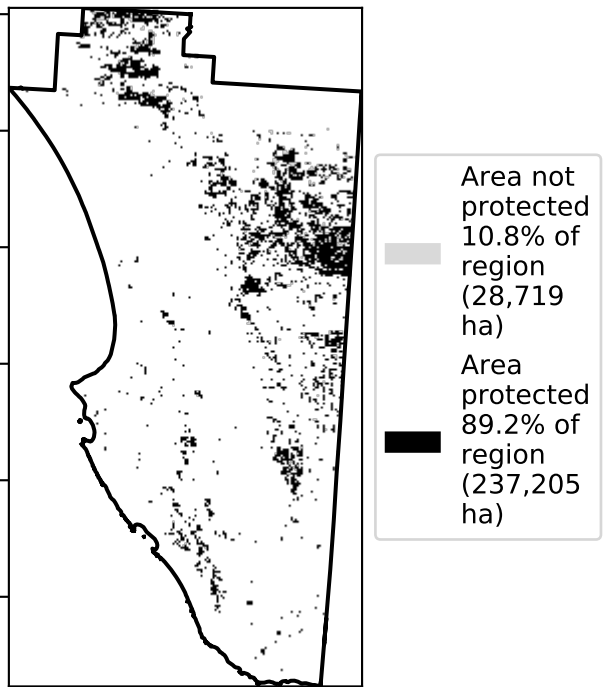 Area not
protected
10.8% of
region
(28,719
ha)
Area
protected
89.2% of
region
(237,205
ha)